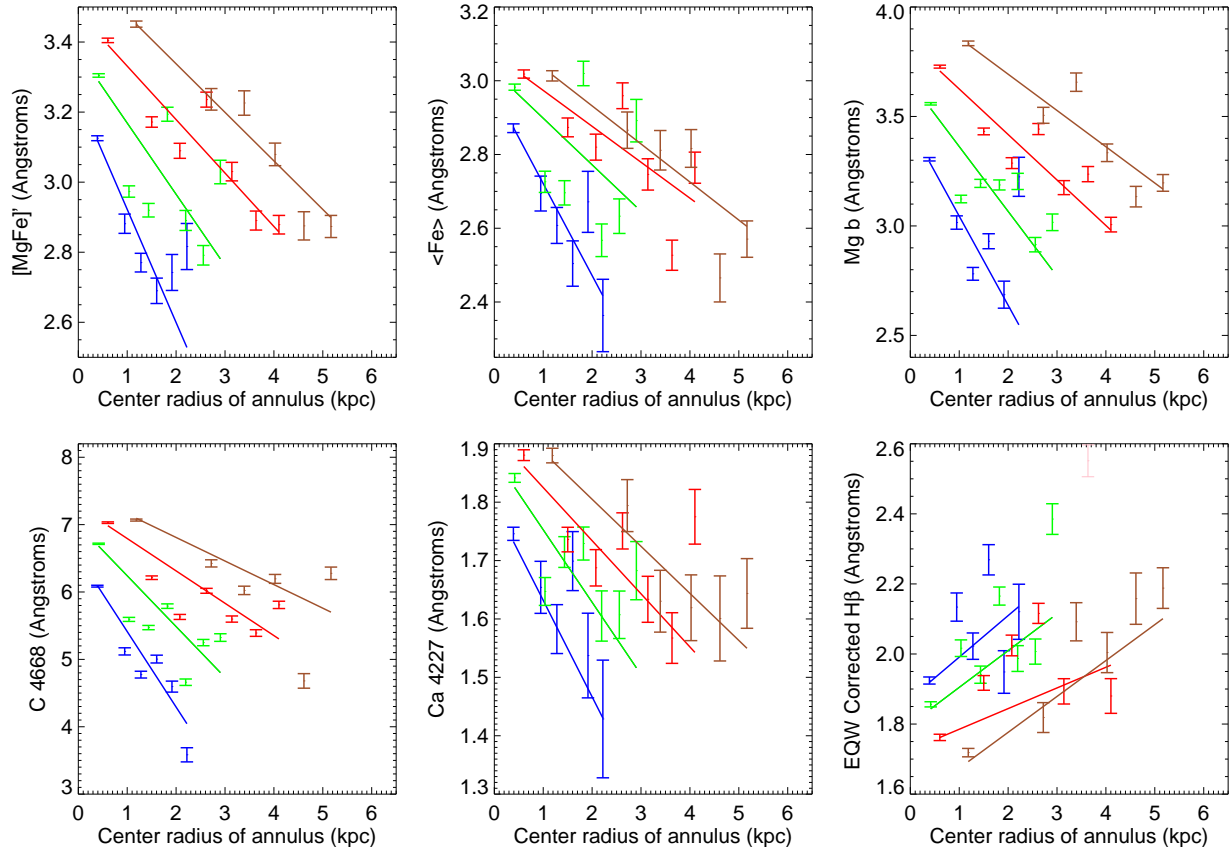 [MgFe]' (Angstroms)
3.4
3.2
3.0
2.8
2.6
0 1 2 3 4 5 6
Center radius of annulus (kpc)
<Fe> (Angstroms)
3.2
3.0
2.8
2.6
2.4
0 1 2 3 4 5 6
Center radius of annulus (kpc)
Mg b (Angstroms)
4.0
3.5
3.0
2.5
0 1 2 3 4 5 6
Center radius of annulus (kpc)
C 4668 (Angstroms)
8
7
6
5
4
3
0 1 2 3 4 5 6
Center radius of annulus (kpc)
Ca 4227 (Angstroms)
1.9
1.8
1.7
1.6
1.5
1.4
1.3
0 1 2 3 4 5 6
Center radius of annulus (kpc)
EQW Corrected Hβ (Angstroms)
2.6
2.4
2.2
2.0
1.8
1.6
0 1 2 3 4 5 6
Center radius of annulus (kpc)